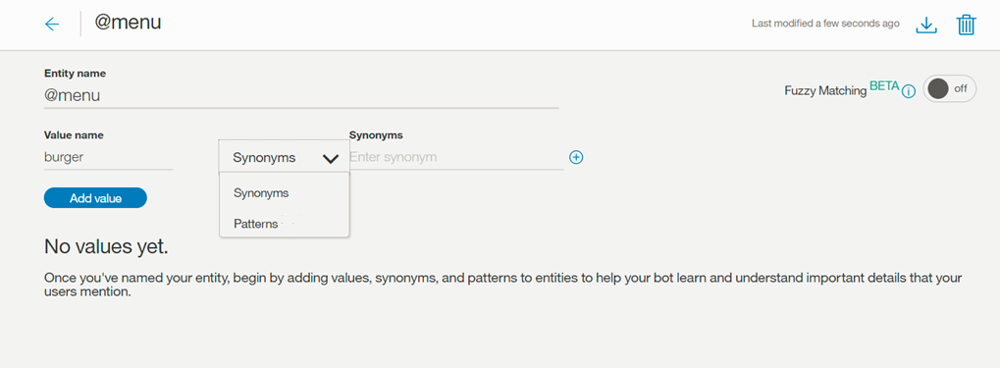 @menu
Last modified a few seconds ago
Entity name
@menu
Fuzzy Matching BETA
off
Value name
Synonyms
burger
Synonyms
Enter synonym
Synonyms
Patterns
Add value
No values yet.
Once you've named your entity, begin by adding values, synonyms, and patterns to entities to help your bot learn and understand important details that your
users mention.